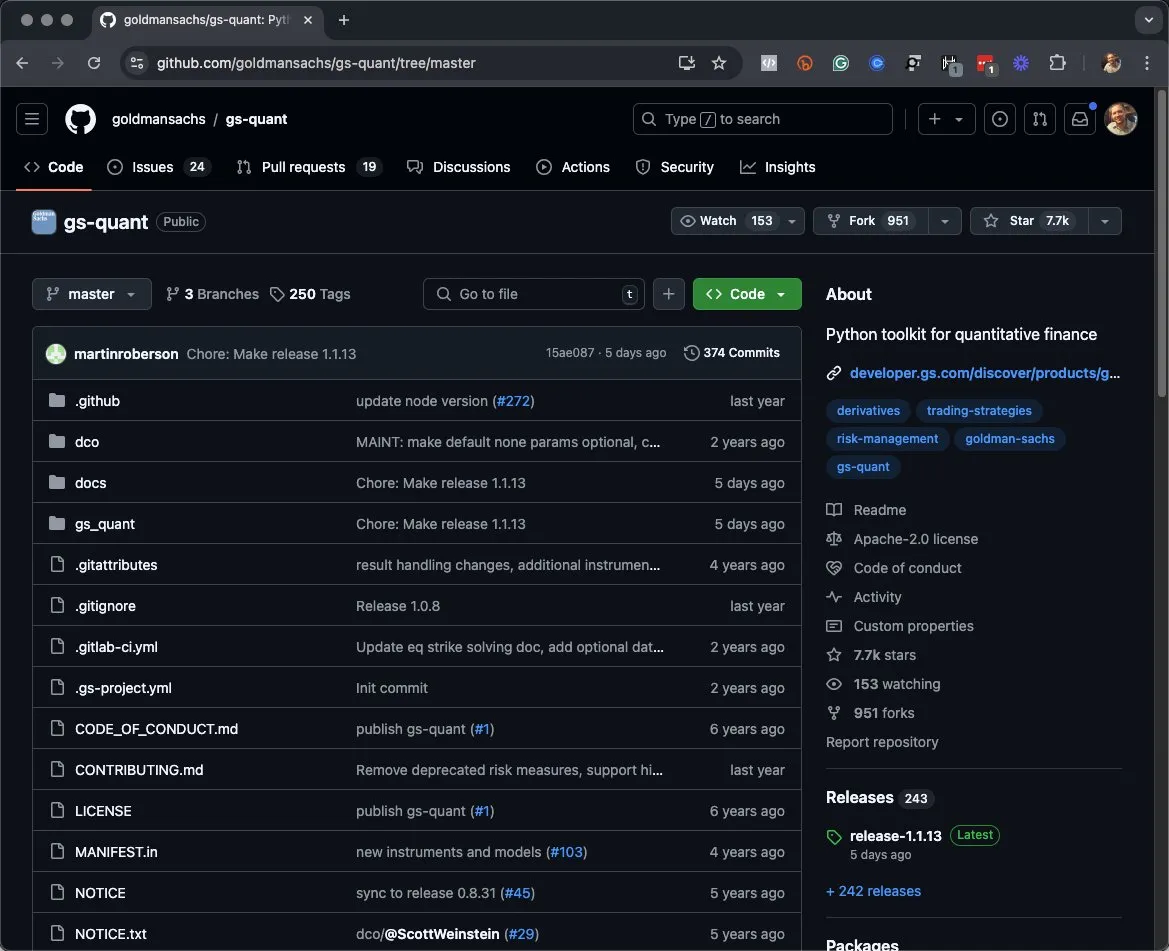 goldmansachs/gs-quant: Pyth
github.com/goldmansachs/gs-quant/tree/master
1
1
goldmansachs / gs-quant
Type / to search
Code
Issues 24
Pull requests 19
Discussions
Actions
Security
Insights
Goldman Sachs
gs-quant Public
Watch 153
Fork 951
Star 7.7k
master
3 Branches
250 Tags
Go to file t
Code
martinroberson Chore: Make release 1.1.13 15ae087 · 5 days ago 374 Commits
.github update node version (#272) last year
dco MAINT: make default none params optional, c... 2 years ago
docs Chore: Make release 1.1.13 5 days ago
gs_quant Chore: Make release 1.1.13 5 days ago
.gitattributes result handling changes, additional instrumen... 4 years ago
.gitignore Release 1.0.8 last year
.gitlab-ci.yml Update eq strike solving doc, add optional dat... 2 years ago
.gs-project.yml Init commit 2 years ago
CODE_OF_CONDUCT.md publish gs-quant (#1) 6 years ago
CONTRIBUTING.md Remove deprecated risk measures, support hi... last year
LICENSE publish gs-quant (#1) 6 years ago
MANIFEST.in new instruments and models (#103) 4 years ago
NOTICE sync to release 0.8.31 (#45) 5 years ago
NOTICE.txt dco/@ScottWeinstein (#29) 5 years ago
About
Python toolkit for quantitative finance
developer.gs.com/discover/products/g...
derivatives trading-strategies
risk-management goldman-sachs
gs-quant
Readme
Apache-2.0 license
Code of conduct
Activity
Custom properties
7.7k stars
153 watching
951 forks
Report repository
Releases 243
release-1.1.13 Latest
5 days ago
+ 242 releases
Packages